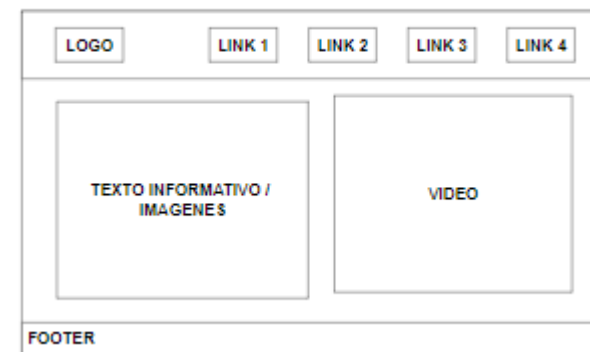 LOGO
LINK 1
LINK 2
LINK 3
LINK 4
TEXTO INFORMATIVO /
IMAGENES
VIDEO
FOOTER